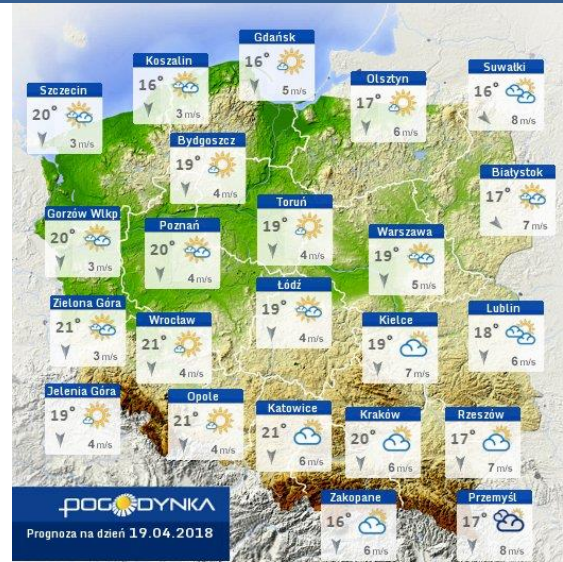 Gdańsk
16°
5 m/s
Koszalin
16°
3 m/s
Suwałki
16°
8 m/s
Olsztyn
17°
6 m/s
Szczecin
20°
3 m/s
Bydgoszcz
19°
4 m/s
Białystok
17°
7 m/s
Toruń
19°
4 m/s
Gorzów Wlkp
20°
3 m/s
Poznań
20°
4 m/s
Warszawa
19°
5 m/s
Łódź
19°
4 m/s
Zielona Góra
21°
3 m/s
Wrocław
21°
4 m/s
Kielce
19°
7 m/s
Lublin
18°
6 m/s
Jelenia Góra
19°
4 m/s
Opole
21°
4 m/s
Katowice
21°
6 m/s
Kraków
20°
6 m/s
Rzeszów
17°
7 m/s
Zakopane
16°
6 m/s
Przemyśl
17°
8 m/s
POGODYNKA
Prognoza na dzień 19.04.2018